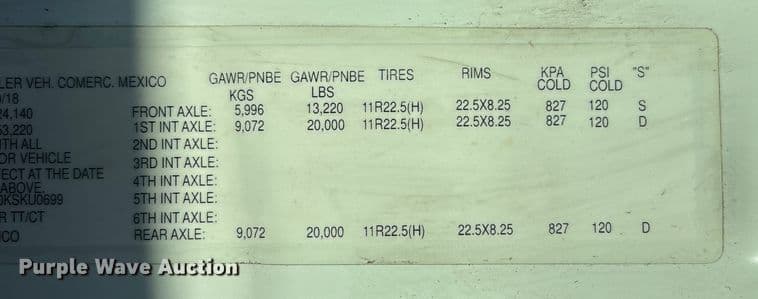 GAWR/PNBE GAWR/PNBE TIRES RIMS KPA PSI "S"
LER VEH. COMERC. MEXICO KGS LBS COLD COLD
/18 FRONT AXLE: 5,996 13,220 11R22.5(H) 22.5X8.25 827 120 S
24,140 1ST INT AXLE: 9,072 20,000 11R22.5(H) 22.5X8.25 827 120 D
53,220 2ND INT AXLE:
ITH ALL 3RD INT AXLE:
OR VEHICLE 4TH INT AXLE:
ECT AT THE DATE 5TH INT AXLE:
ABOVE.
0KSKU0699
R TT/CT 6TH INT AXLE:
CO REAR AXLE: 9,072 20,000 11R22.5(H) 22.5X8.25 827 120 D
Purple Wave Auction